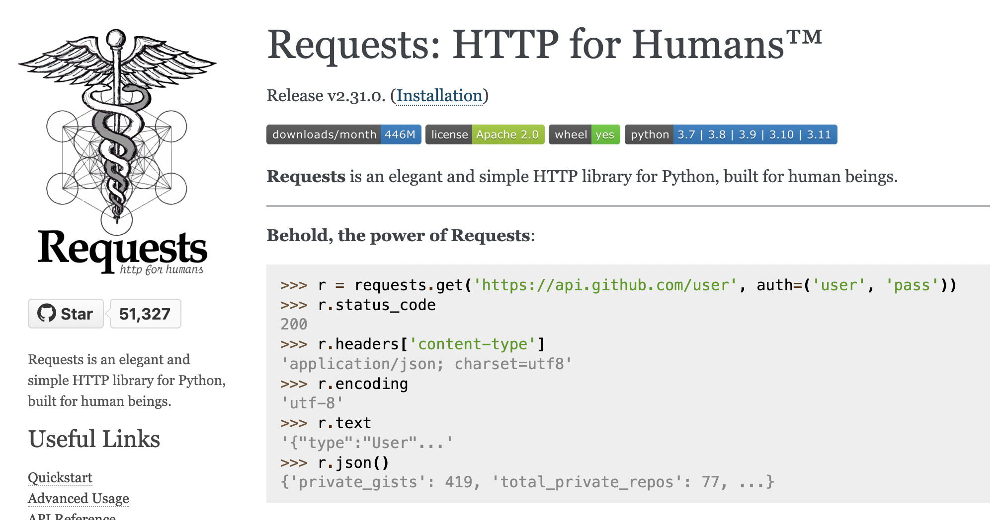 Requests
http for humans
Star 51,327
Requests is an elegant and
simple HTTP library for Python,
built for human beings.
Useful Links
Quickstart
Advanced Usage
API Reference
Requests: HTTP for Humans™
Release v2.31.0. (Installation)
downloads/month 446M license Apache 2.0 wheel yes python 3.7 | 3.8 | 3.9 | 3.10 | 3.11
Requests is an elegant and simple HTTP library for Python, built for human beings.
Behold, the power of Requests:
>>> r = requests.get('https://api.github.com/user', auth=('user', 'pass'))
>>> r.status_code
200
>>> r.headers['content-type']
'application/json; charset=utf8'
>>> r.encoding
'utf-8'
>>> r.text
'{"type":"User"...'
>>> r.json()
{'private_gists': 419, 'total_private_repos': 77, ...}